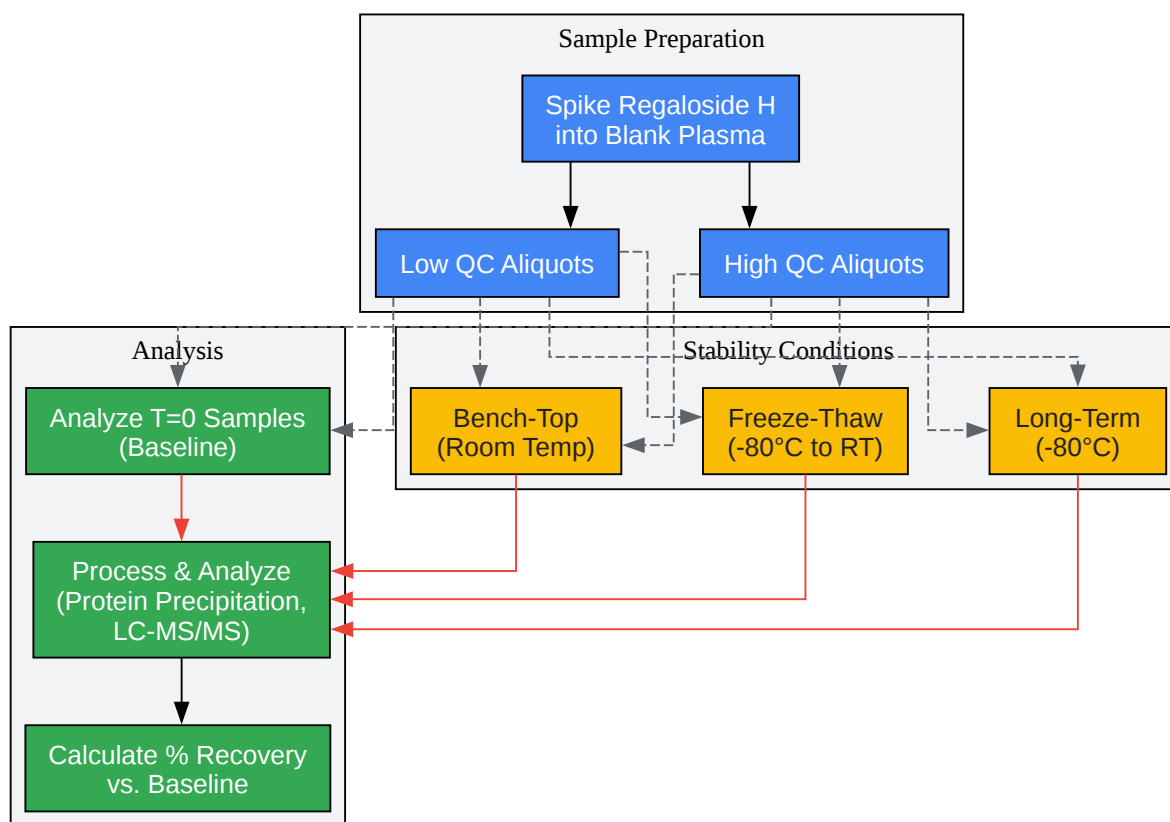 Sample Preparation
Spike Regaloside H
into Blank Plasma
Low QC Aliquots
High QC Aliquots
Analysis
Stability Conditions
Analyze T=0 Samples
(Baseline)
Bench-Top
(Room Temp)
Freeze-Thaw
(-80°C to RT)
Long-Term
(-80°C)
Process & Analyze
(Protein Precipitation,
LC-MS/MS)
Calculate % Recovery
vs. Baseline